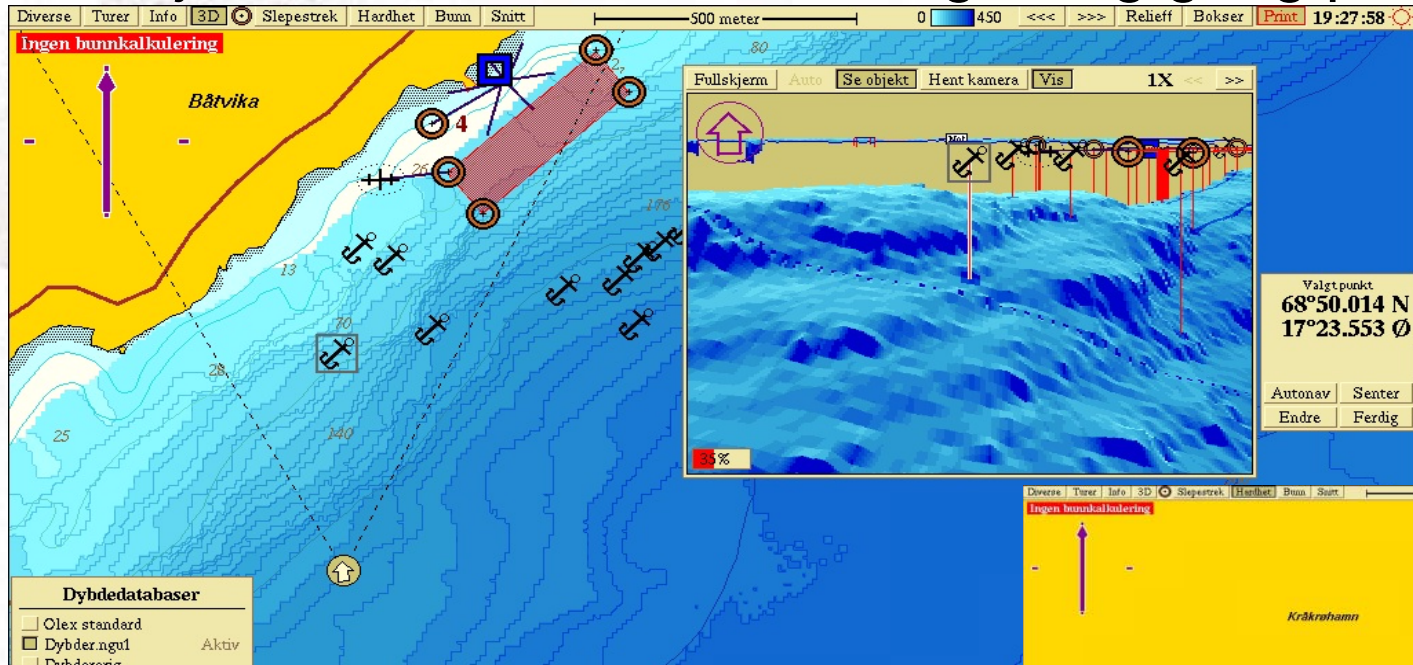 Diverse Turer Info 3D Slepestrek Hardhet Bunn Snitt 500 meter 0 450 <<< >>> Relieff Bokser Print 19:27:58
Ingen bunnkalkulering
Båtvika
80
27
4
26
176
13
70
28
140
25
Fullskjerm Auto Se objekt Hent kamera Vis 1X << >>
35%
Valgt punkt
68°50.014 N
17°23.553 Ø
Autonav Senter
Endre Ferdig
Dybdedatabaser
Olex standard
Dybder.ngu1 Aktiv
Diverse Turer Info 3D Slepestrek Hardhet Bunn Snitt
Ingen bunnkalkulering
Kråkrøhamn